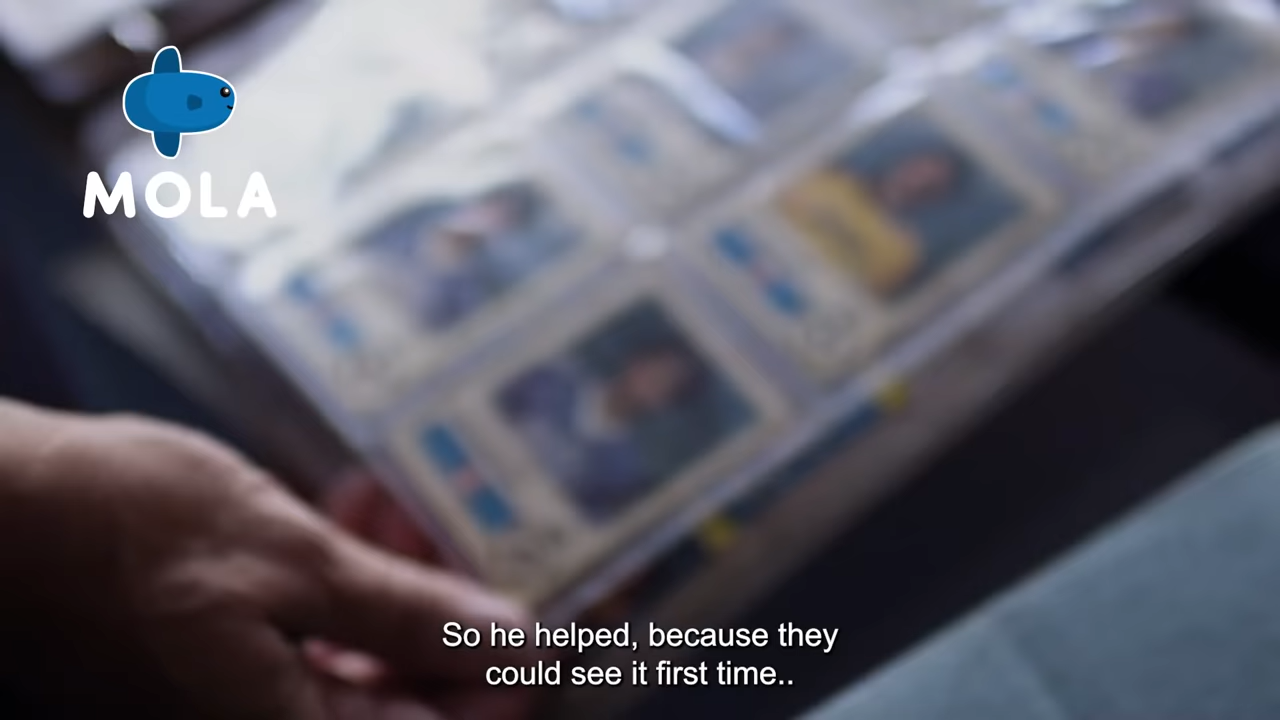 MOLA
So he helped, because they
could see it first time..